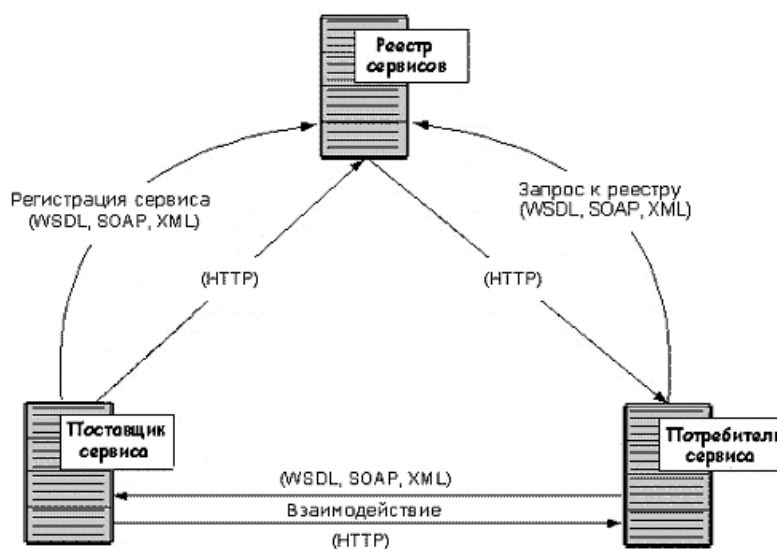 Реестр
сервисов
Регистрация сервиса
(WSDL, SOAP, XML)
Запрос к реестру
(WSDL, SOAP, XML)
(HTTP)
(HTTP)
Поставщик
сервиса
Потребитель
сервиса
(WSDL, SOAP, XML)
Взаимодействие
(HTTP)